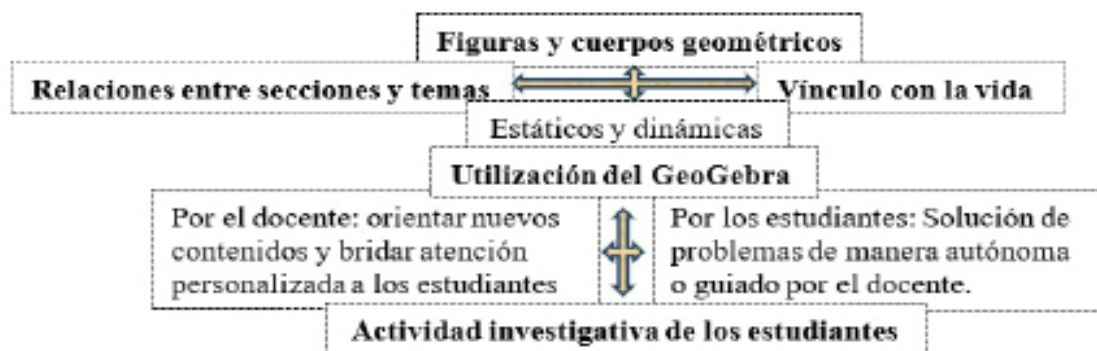 Figuras y cuerpos geométricos
Relaciones entre secciones y temas
Vínculo con la vida
Estáticos y dinámicas
Utilización del GeoGebra
Por el docente: orientar nuevos
contenidos y bridar atención
personalizada a los estudiantes
Por los estudiantes: Solución de
problemas de manera autónoma
o guiado por el docente.
Actividad investigativa de los estudiantes